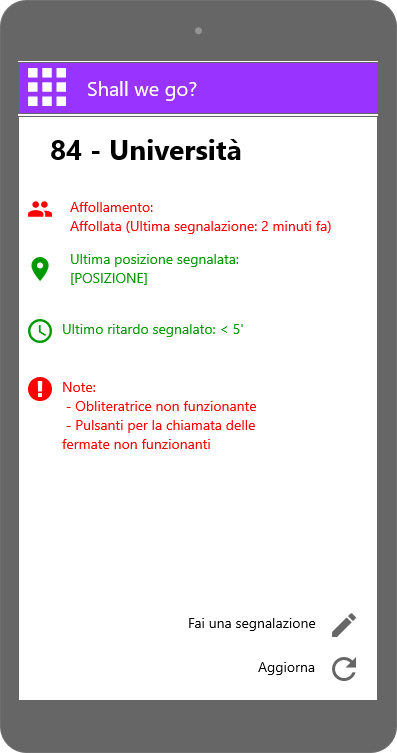 Shall we go?
84 - Università
Affollamento:
Affollata (Ultima segnalazione: 2 minuti fa)
Ultima posizione segnalata:
[POSIZIONE]
Ultimo ritardo segnalato: < 5'
Note:
- Obliteratrice non funzionante
- Pulsanti per la chiamata delle
fermate non funzionanti
Fai una segnalazione
Aggiorna